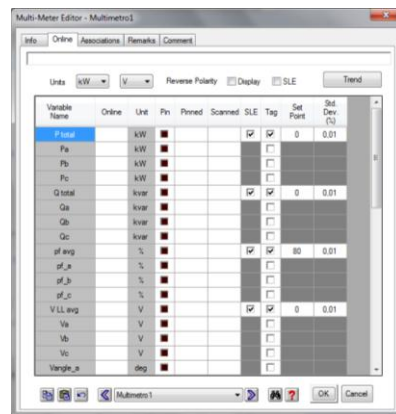 Multi-Meter Editor - Multimetro1
Info Online Associations Remarks Comment
Units kW V Reverse Polarity Display SLE Trend
Variable Name Online Unit Pin Pinned Scanned SLE Tag Set Point Std. Dev. (%)
P total kW 0 0,01
Pa kW
Pb kW
Pc kW
Q total kvar 0 0,01
Qa kvar
Qb kvar
Qc kvar
pf avg % 80 0,01
pf_a %
pf_b %
pf_c %
V LL avg V 0 0,01
Va V
Vb V
Vc V
Vangle_a deg
Multimetro1 ? OK Cancel